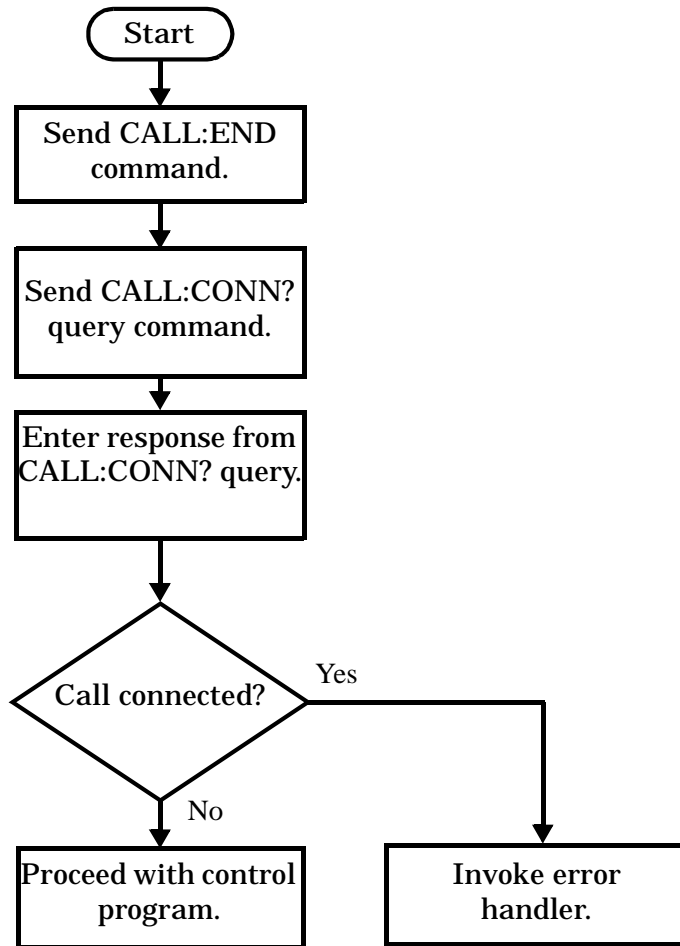 Start
Send CALL:END
command.
Send CALL:CONN?
query command.
Enter response from
CALL:CONN? query.
Call connected?
Yes
No
Proceed with control
program.
Invoke error
handler.